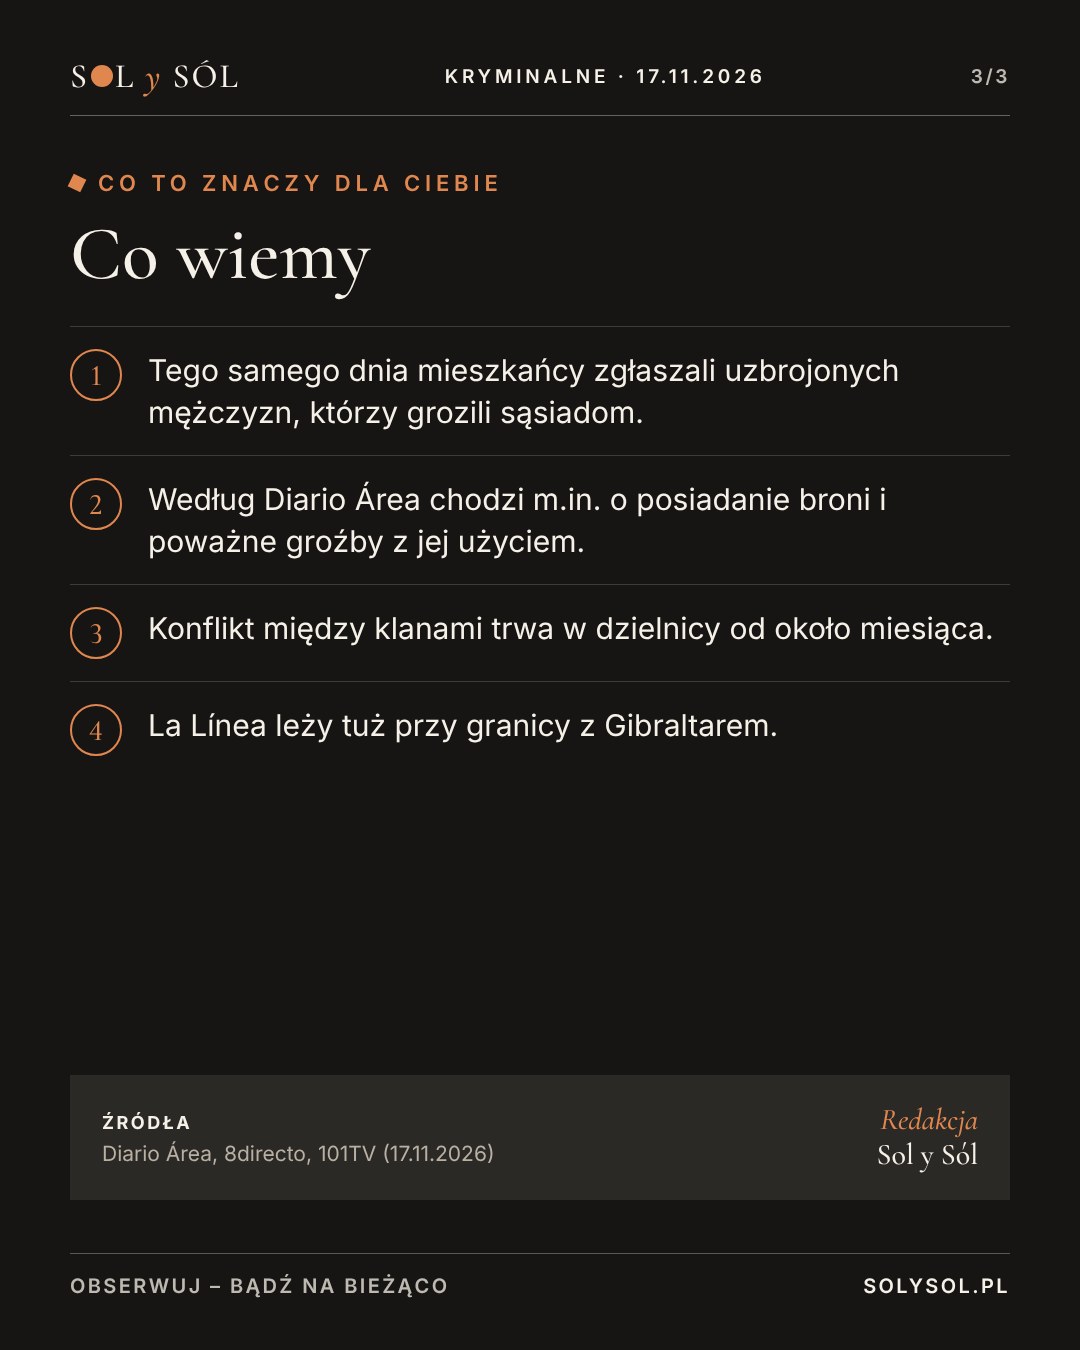 SOL y SÓL
KRYMINALNE · 17.11.2026
3/3
CO TO ZNACZY DLA CIEBIE
Co wiemy
1
Tego samego dnia mieszkańcy zgłaszali uzbrojonych
mężczyzn, którzy grozili sąsiadom.
2
Według Diario Área chodzi m.in. o posiadanie broni i
poważne groźby z jej użyciem.
3
Konflikt między klanami trwa w dzielnicy od około miesiąca.
4
La Línea leży tuż przy granicy z Gibraltarem.
ŹRÓDŁA
Diario Área, 8directo, 101TV (17.11.2026)
Redakcja
Sol y Sól
OBSERWUJ – BĄDŹ NA BIEŻĄCO
SOLYSOL.PL